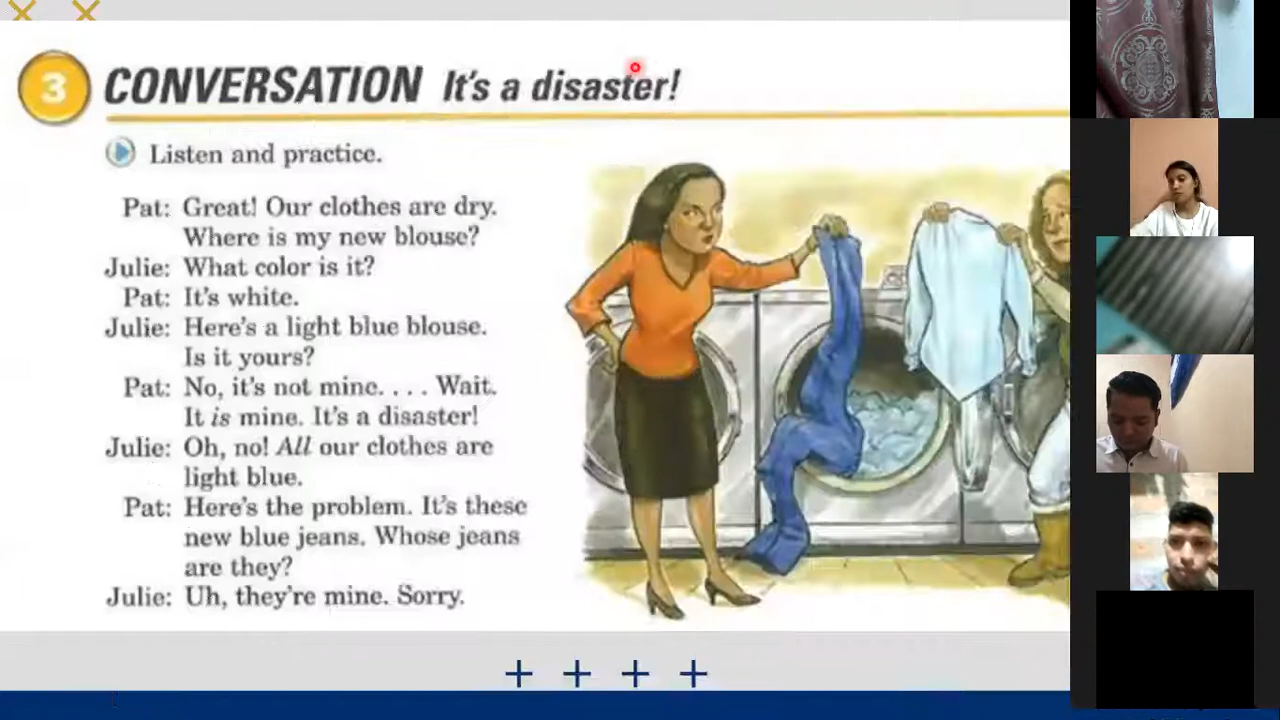 3 CONVERSATION It's a disaster!
Listen and practice.
Pat: Great! Our clothes are dry.
Where is my new blouse?
Julie: What color is it?
Pat: It's white.
Julie: Here's a light blue blouse.
Is it yours?
Pat: No, it's not mine. . . . Wait.
It is mine. It's a disaster!
Julie: Oh, no! All our clothes are
light blue.
Pat: Here's the problem. It's these
new blue jeans. Whose jeans
are they?
Julie: Uh, they're mine. Sorry.